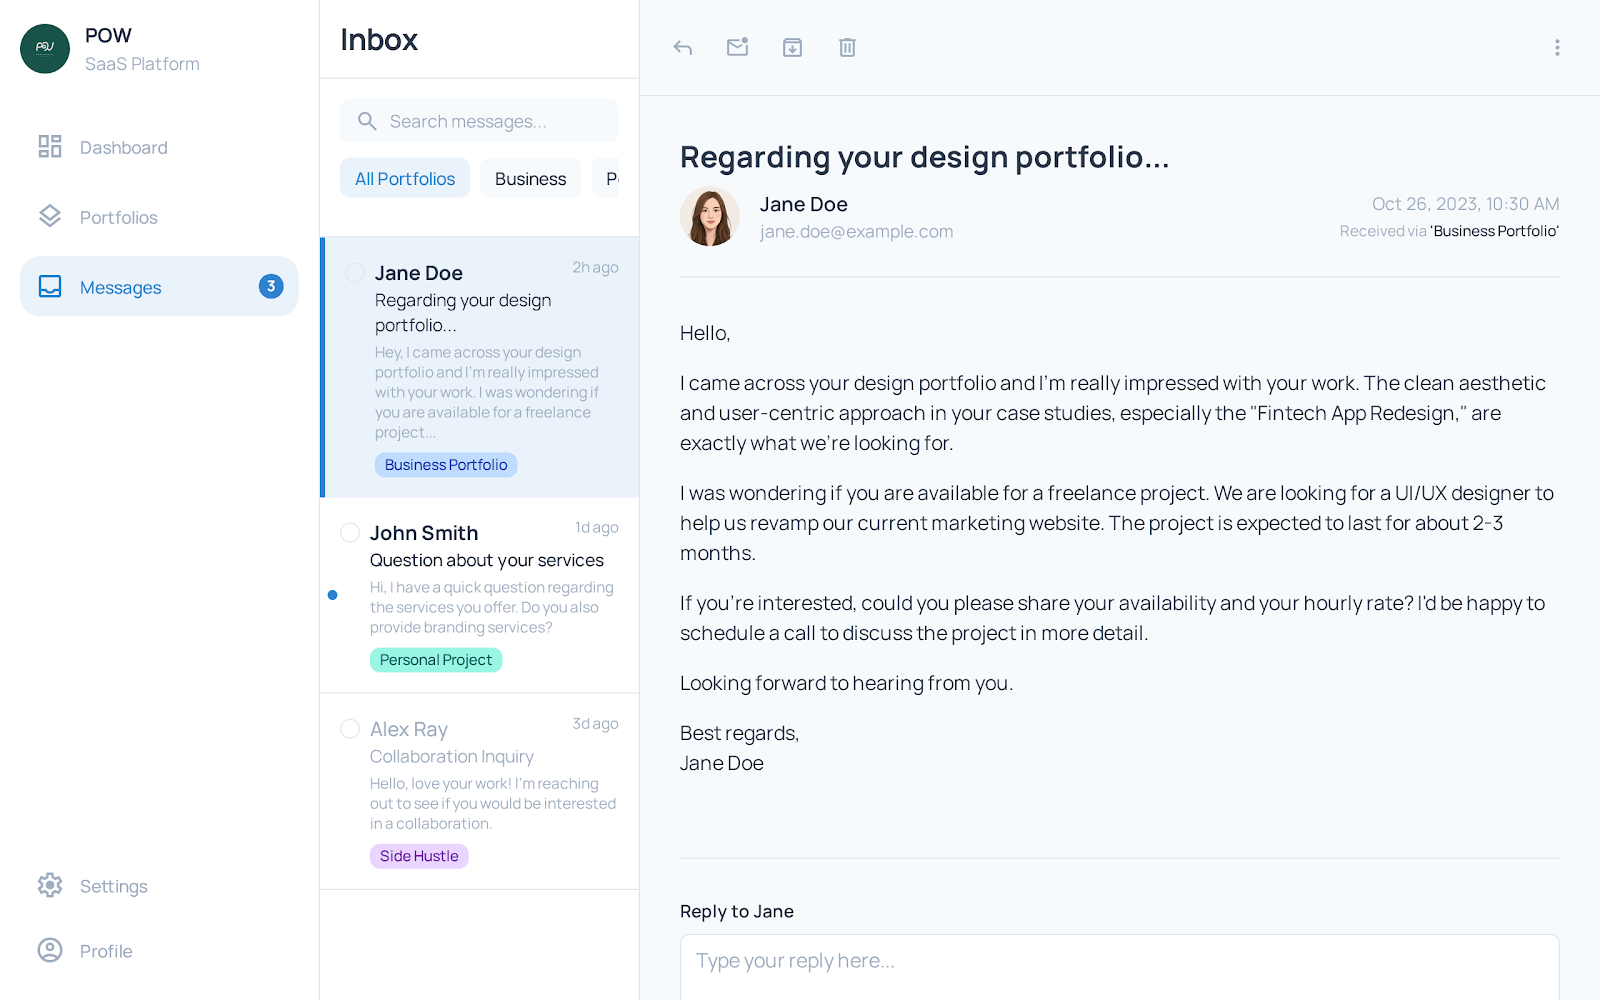 POW
SaaS Platform
Dashboard
Portfolios
Messages
3
Settings
Profile
Inbox
Search messages...
All Portfolios
Business
Jane Doe
2h ago
Regarding your design
portfolio...
Hey, I came across your design
portfolio and I'm really impressed
with your work. I was wondering if
you are available for a freelance
project...
Business Portfolio
John Smith
1d ago
Question about your services
Hi, I have a quick question regarding
the services you offer. Do you also
provide branding services?
Personal Project
Alex Ray
3d ago
Collaboration Inquiry
Hello, love your work! I'm reaching
out to see if you would be interested
in a collaboration.
Side Hustle
Regarding your design portfolio...
Jane Doe
jane.doe@example.com
Oct 26, 2023, 10:30 AM
Received via 'Business Portfolio'
Hello,
I came across your design portfolio and I'm really impressed with your work. The clean aesthetic
and user-centric approach in your case studies, especially the "Fintech App Redesign," are
exactly what we're looking for.
I was wondering if you are available for a freelance project. We are looking for a UI/UX designer to
help us revamp our current marketing website. The project is expected to last for about 2-3
months.
If you're interested, could you please share your availability and your hourly rate? I'd be happy to
schedule a call to discuss the project in more detail.
Looking forward to hearing from you.
Best regards,
Jane Doe
Reply to Jane
Type your reply here...